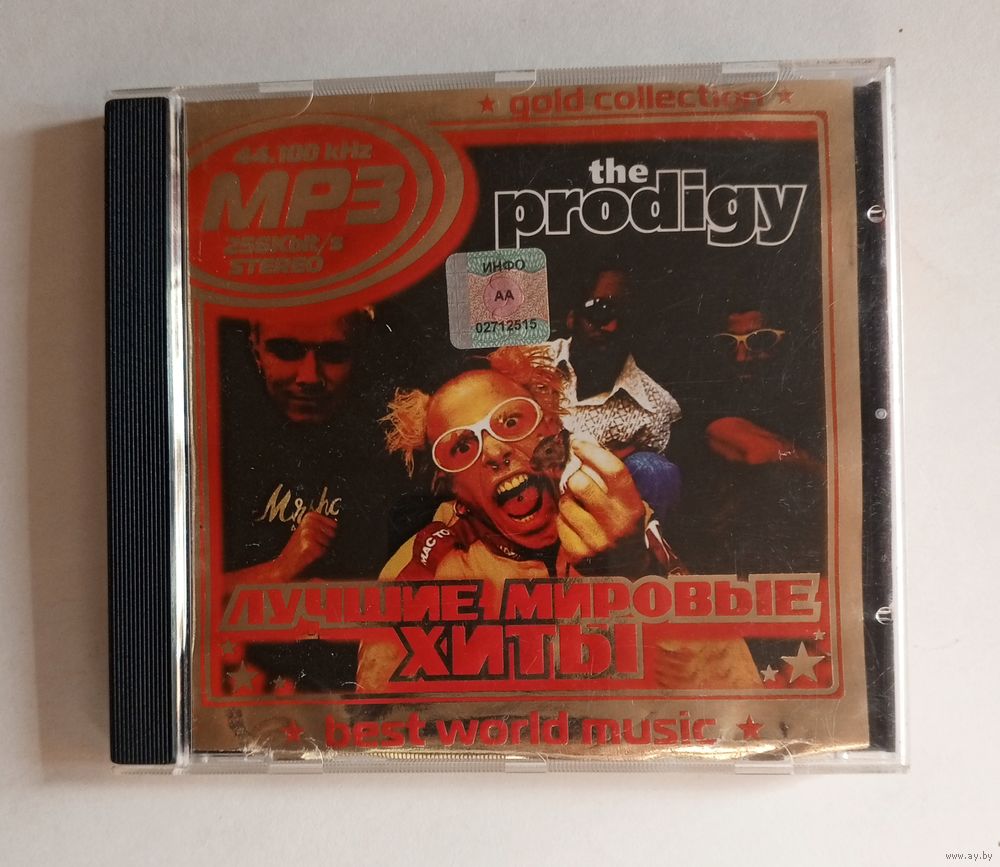 ★ gold collection ★
44.100 kHz
MP3
256Kbit/s
STEREO
the
prodigy
ИНФО
АА
02712515
ЛУЧШИЕ МИРОВЫЕ
ХИТЫ
★ best world music ★
www.ay.by